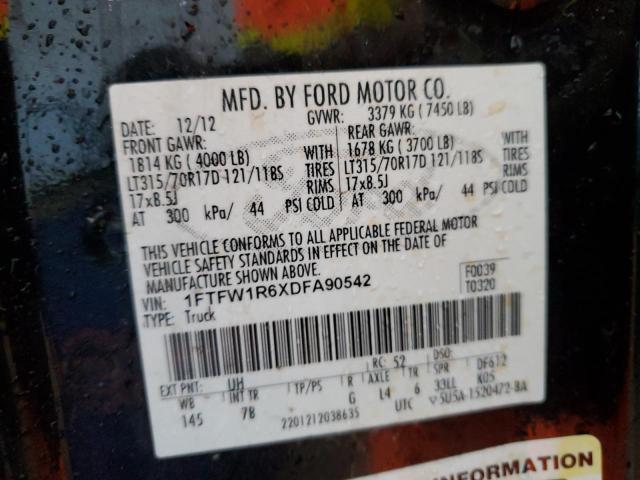 MFD. BY FORD MOTOR CO.
DATE: 12/12 GVWR: 3379 KG ( 7450 LB)
FRONT GAWR: REAR GAWR:
1814 KG ( 4000 LB) WITH 1678 KG ( 3700 LB) WITH
LT315/70R17D 121/118S TIRES LT315/70R17D 121/118S TIRES
17x8.5J RIMS 17x8.5J RIMS
AT 300 kPa/ 44 PSI COLD AT 300 kPa/ 44 PSI COLD
THIS VEHICLE CONFORMS TO ALL APPLICABLE FEDERAL MOTOR
VEHICLE SAFETY STANDARDS IN EFFECT ON THE DATE OF
MANUFACTURE SHOWN ABOVE.
VIN: 1FTFW1R6XDFA90542 F0039
TYPE: Truck T0320
EXT PNT: UH RC: 52 DSO:
WB INT TR TP/PS R AXLE TR SPR DF612
145 7B G L4 6 33LL K05
2201212038635 UTC 5U5A-1520472-BA
INFORMATION